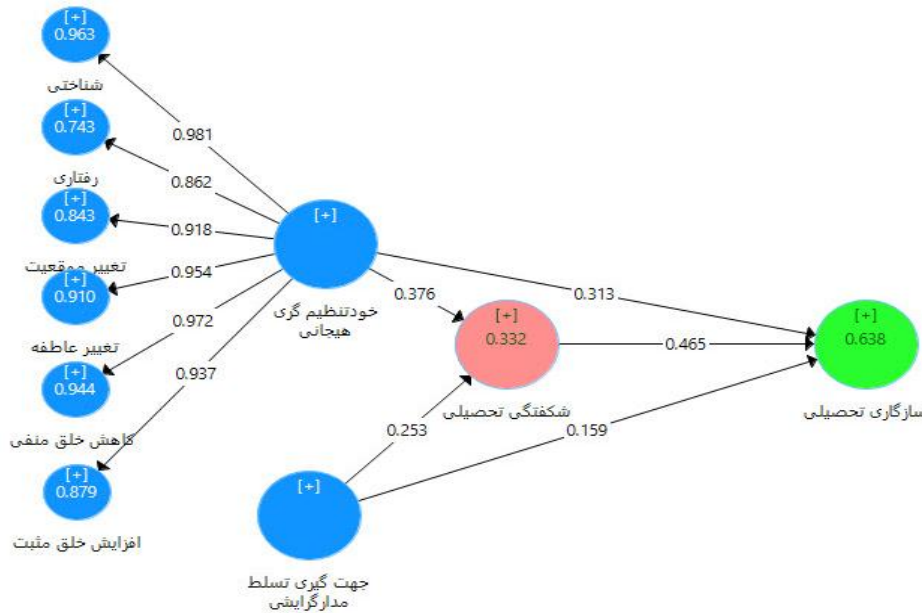 [+]
0.963
شناختی
[+]
0.743
رفتاری
[+]
0.843
تغییر موقعیت
[+]
0.910
تغییر عاطفه
[+]
0.944
کاهش خلق منفی
[+]
0.879
افزایش خلق مثبت
0.981
0.862
0.918
0.954
0.972
0.937
[+]
خودتنظیم گری
هیجانی
0.376
0.313
[+]
0.332
شکفتگی تحصیلی
0.465
[+]
0.638
سازگاری تحصیلی
0.253
0.159
[+]
جهت گیری تسلط
مدارگرایشی